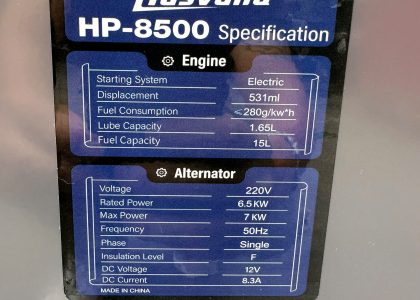 HP-8500 Specification
Engine
Starting System Electric
Displacement 531ml
Fuel Consumption <280g/kw*h
Lube Capacity 1.65L
Fuel Capacity 15L
Alternator
Voltage 220V
Rated Power 6.5 KW
Max Power 7 KW
Frequency 50Hz
Phase Single
Insulation Level F
DC Voltage 12V
DC Current 8.3A
MADE IN CHINA